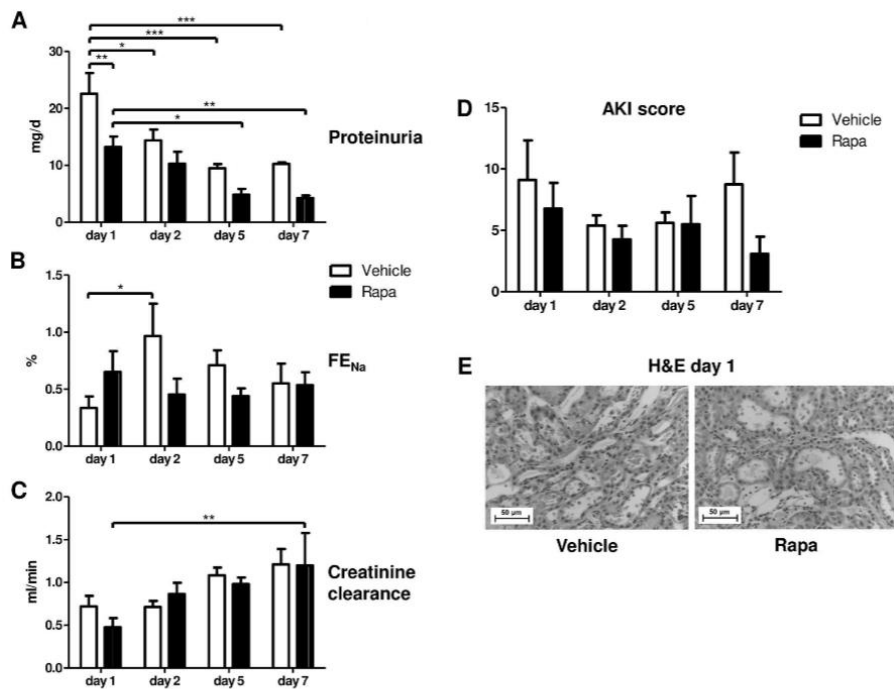 A
***
***
*
**
**
*
30
20
10
0
mg/d
Proteinuria
day 1 day 2 day 5 day 7
B
Vehicle
Rapa
*
1.5
1.0
0.5
0.0
%
FENa
day 1 day 2 day 5 day 7
C
**
1.5
1.0
0.5
0.0
ml/min
Creatinine
clearance
day 1 day 2 day 5 day 7
D
AKI score
Vehicle
Rapa
15
10
5
0
day 1 day 2 day 5 day 7
E
H&E day 1
50 µm
50 µm
Vehicle Rapa